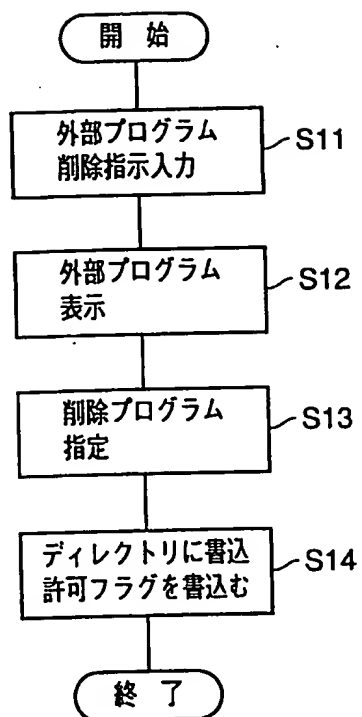 開 始
外部プログラム
削除指示入力
S11
外部プログラム
表示
S12
削除プログラム
指定
S13
ディレクトリに書込
許可フラグを書込む
S14
終 了